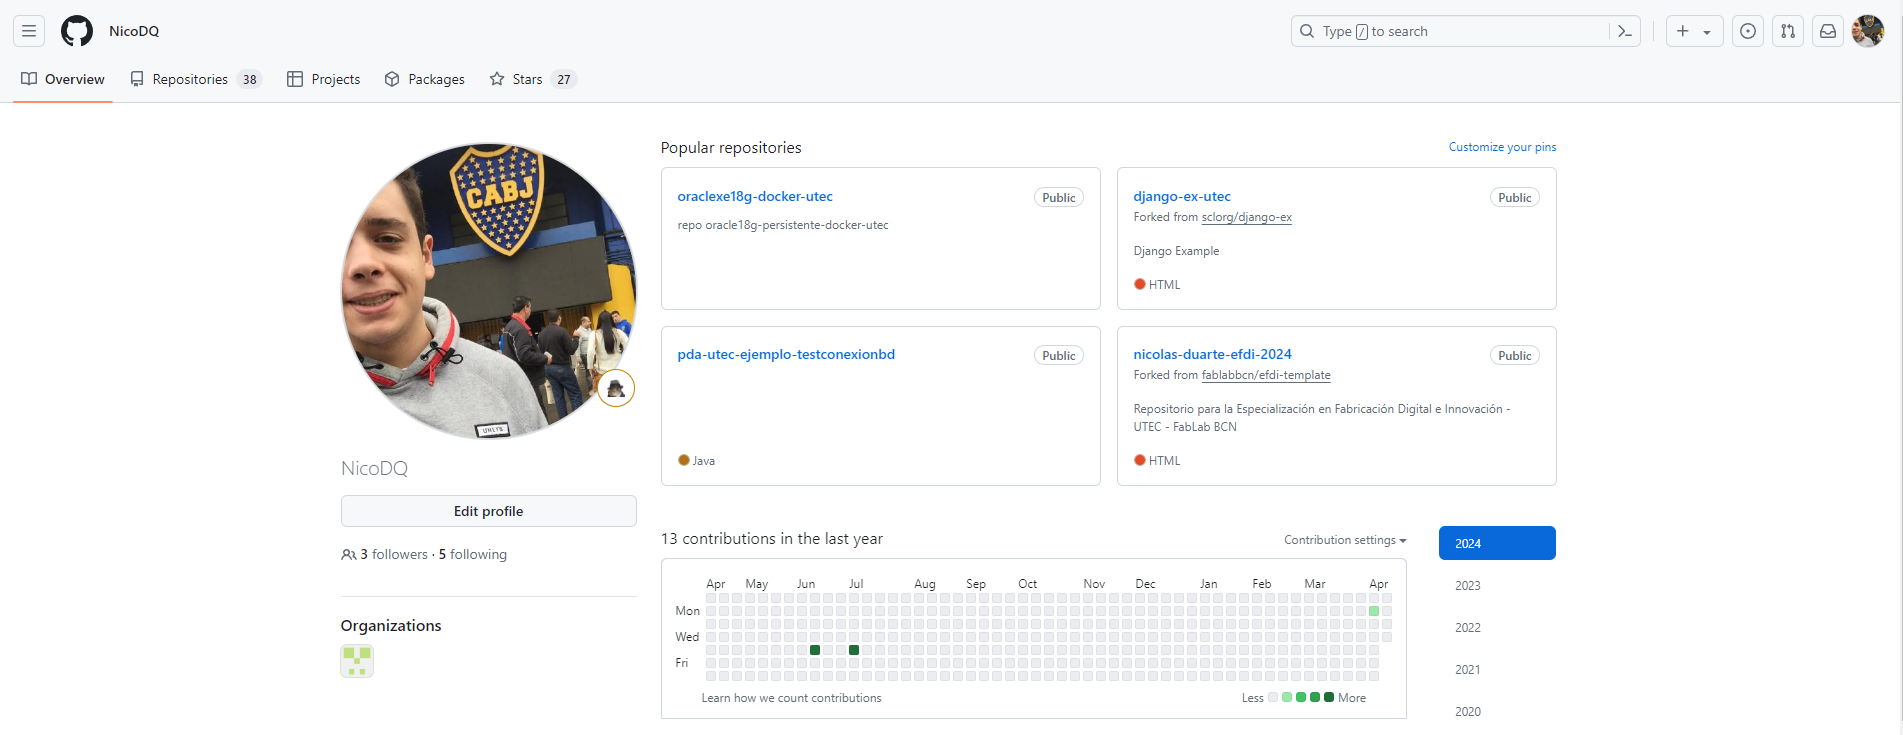 NicoDQ
Type / to search
Overview
Repositories 38
Projects
Packages
Stars 27
CABJ
NicoDQ
Edit profile
3 followers · 5 following
Organizations
Popular repositories
Customize your pins
oraclexe18g-docker-utec
Public
repo oracle18g-persistente-docker-utec
django-ex-utec
Public
Forked from sclorg/django-ex
Django Example
HTML
pda-utec-ejemplo-testconexionbd
Public
Java
nicolas-duarte-efdi-2024
Public
Forked from fablabbcn/efdi-template
Repositorio para la Especialización en Fabricación Digital e Innovación -
UTEC - FabLab BCN
HTML
13 contributions in the last year
Contribution settings
Apr May Jun Jul Aug Sep Oct Nov Dec Jan Feb Mar Apr
Mon
Wed
Fri
Learn how we count contributions
Less
More
2024
2023
2022
2021
2020